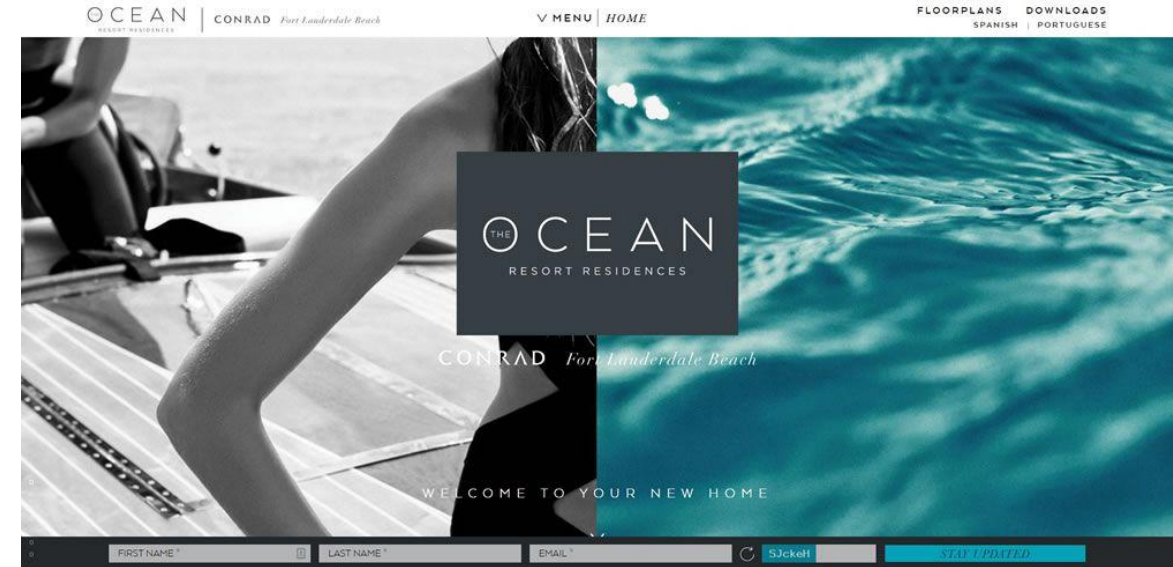 THE OCEAN
RESORT RESIDENCES
CONRAD Fort Lauderdale Beach
MENU HOME
FLOORPLANS DOWNLOADS
SPANISH | PORTUGUESE
THE OCEAN
RESORT RESIDENCES
CONRAD Fort Lauderdale Beach
WELCOME TO YOUR NEW HOME
FIRST NAME * LAST NAME * EMAIL * SJckeH STAY UPDATED